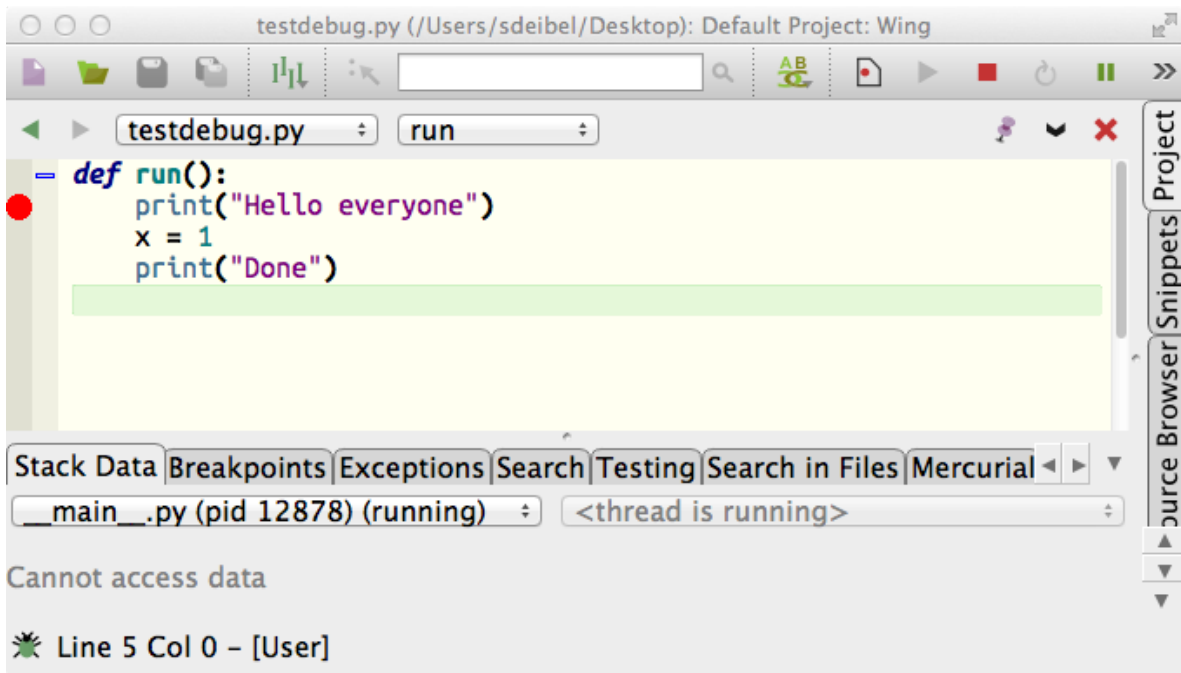 testdebug.py (/Users/sdeibel/Desktop): Default Project: Wing
AB
testdebug.py run
def run():
    print("Hello everyone")
    x = 1
    print("Done")
Project
Snippets
ource Browser
Stack Data Breakpoints Exceptions Search Testing Search in Files Mercurial
__main__.py (pid 12878) (running) <thread is running>
Cannot access data
Line 5 Col 0 – [User]